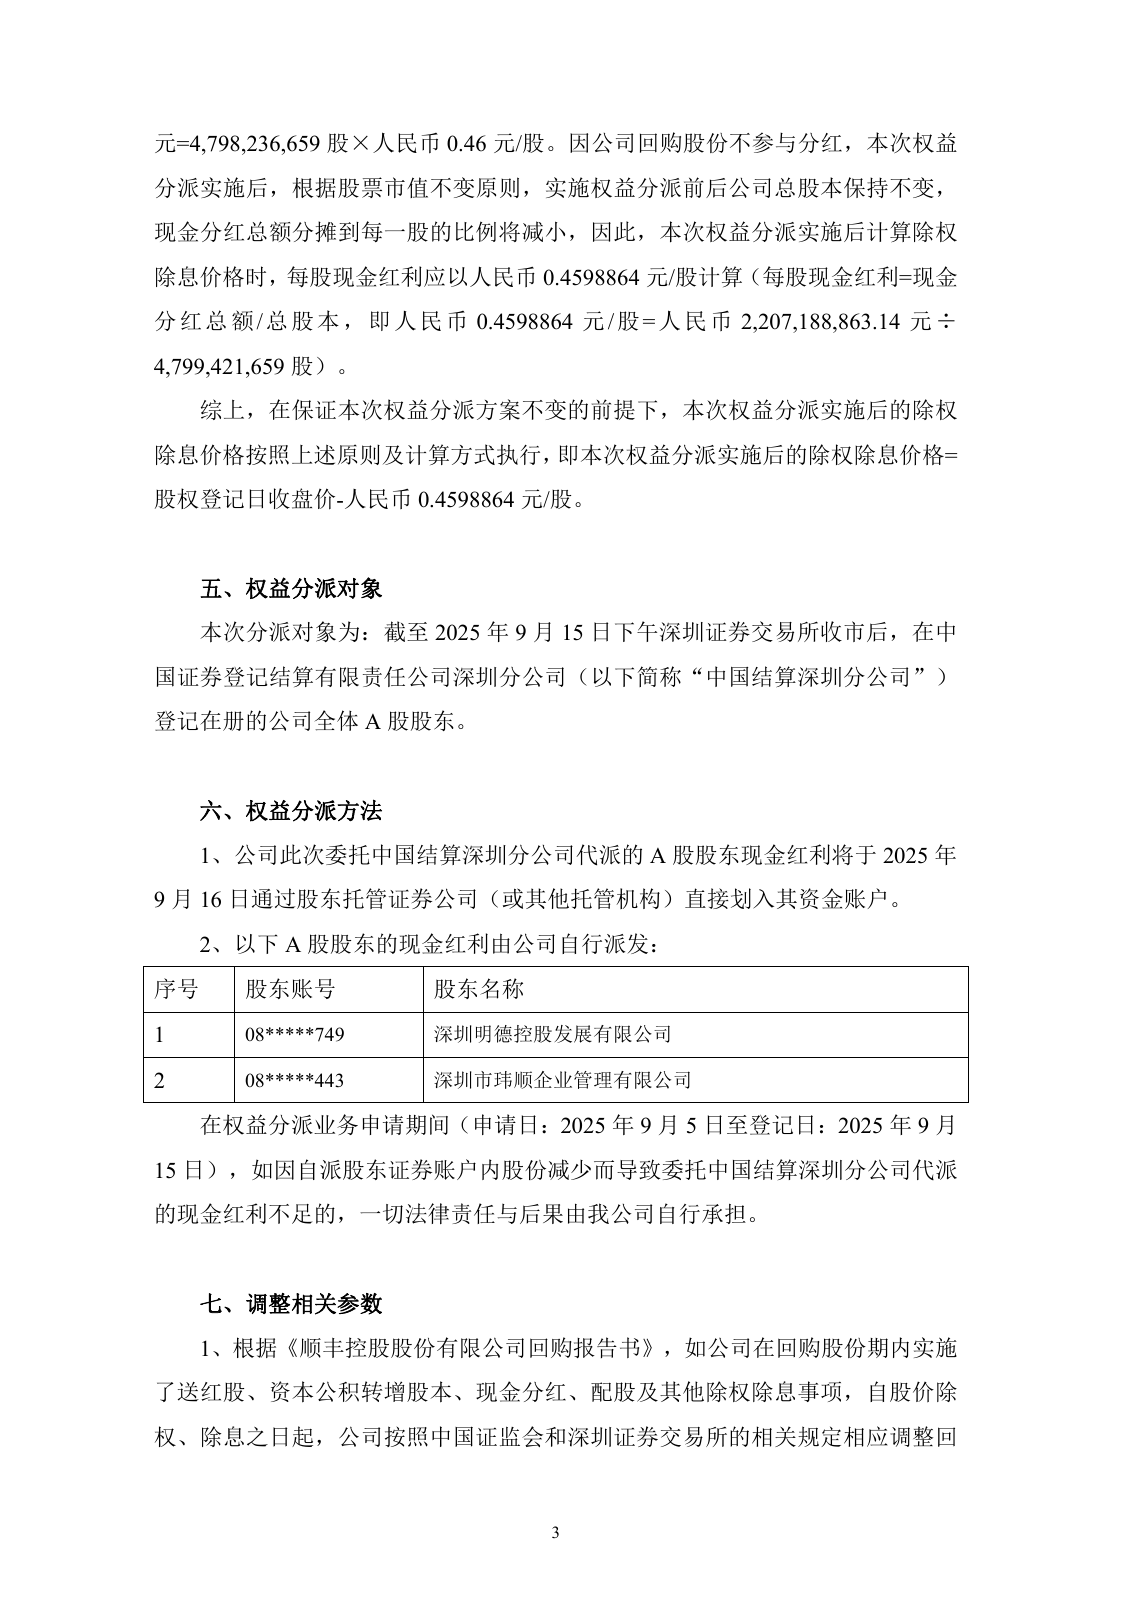 元=4,798,236,659 股×人民币 0.46 元/股。因公司回购股份不参与分红，本次权益
分派实施后，根据股票市值不变原则，实施权益分派前后公司总股本保持不变，
现金分红总额分摊到每一股的比例将减小，因此，本次权益分派实施后计算除权
除息价格时，每股现金红利应以人民币 0.4598864 元/股计算（每股现金红利=现金
分红总额/总股本，即人民币 0.4598864 元/股=人民币 2,207,188,863.14 元÷
4,799,421,659 股）。
综上，在保证本次权益分派方案不变的前提下，本次权益分派实施后的除权
除息价格按照上述原则及计算方式执行，即本次权益分派实施后的除权除息价格=
股权登记日收盘价-人民币 0.4598864 元/股。
五、权益分派对象
本次分派对象为：截至 2025 年 9 月 15 日下午深圳证券交易所收市后，在中
国证券登记结算有限责任公司深圳分公司（以下简称“中国结算深圳分公司”）
登记在册的公司全体 A 股股东。
六、权益分派方法
1、公司此次委托中国结算深圳分公司代派的 A 股股东现金红利将于 2025 年
9 月 16 日通过股东托管证券公司（或其他托管机构）直接划入其资金账户。
2、以下 A 股股东的现金红利由公司自行派发：
序号 股东账号 股东名称
1 08*****749 深圳明德控股发展有限公司
2 08*****443 深圳市玮顺企业管理有限公司
在权益分派业务申请期间（申请日：2025 年 9 月 5 日至登记日：2025 年 9 月
15 日），如因自派股东证券账户内股份减少而导致委托中国结算深圳分公司代派
的现金红利不足的，一切法律责任与后果由我公司自行承担。
七、调整相关参数
1、根据《顺丰控股股份有限公司回购报告书》，如公司在回购股份期内实施
了送红股、资本公积转增股本、现金分红、配股及其他除权除息事项，自股价除
权、除息之日起，公司按照中国证监会和深圳证券交易所的相关规定相应调整回
3